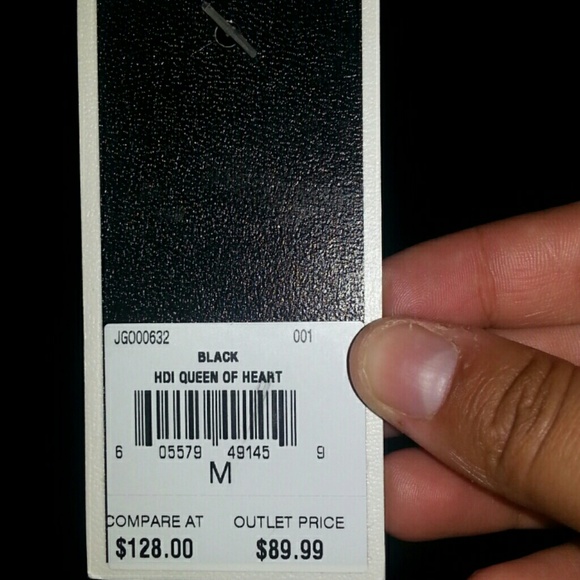 JG000632 001
BLACK
HDI QUEEN OF HEART
6 05579 49145 9
M
COMPARE AT OUTLET PRICE
$128.00 $89.99